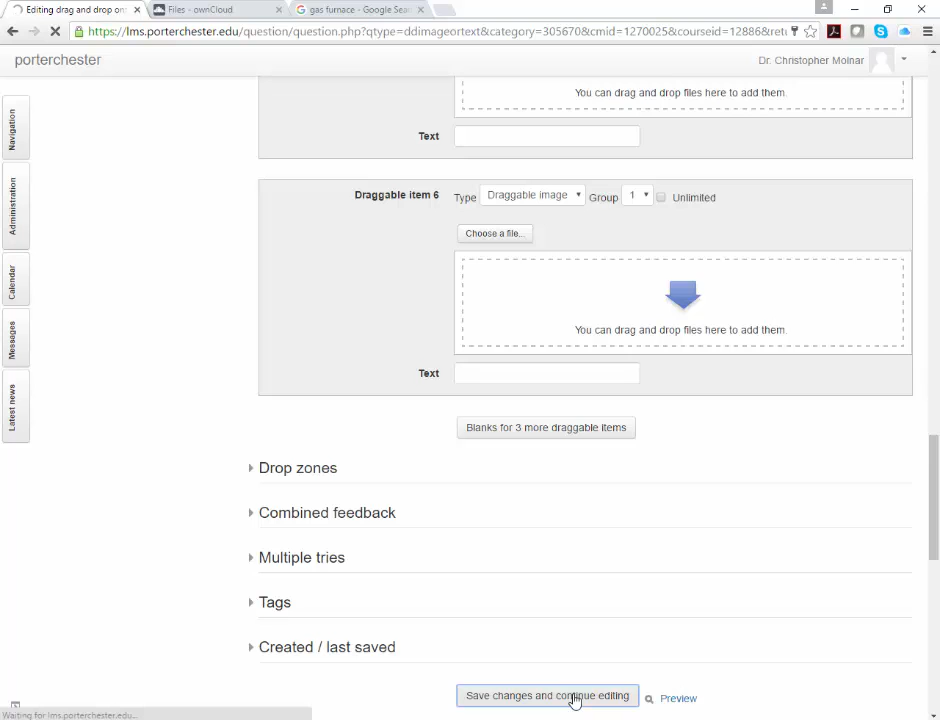 Editing drag and drop on
Files - ownCloud
gas furnace - Google Sea
https://lms.porterchester.edu/question/question.php?qtype=ddimageortext&category=305670&cmid=1270025&courseid=12886&ret
porterchester
Dr. Christopher Molnar
Navigation
Administration
Calendar
Messages
Latest news
You can drag and drop files here to add them.
Text
Draggable item 6
Type
Draggable image
Group
1
Unlimited
Choose a file...
You can drag and drop files here to add them.
Text
Blanks for 3 more draggable items
Drop zones
Combined feedback
Multiple tries
Tags
Created / last saved
Save changes and continue editing
Preview
Waiting for lms.porterchester.edu...